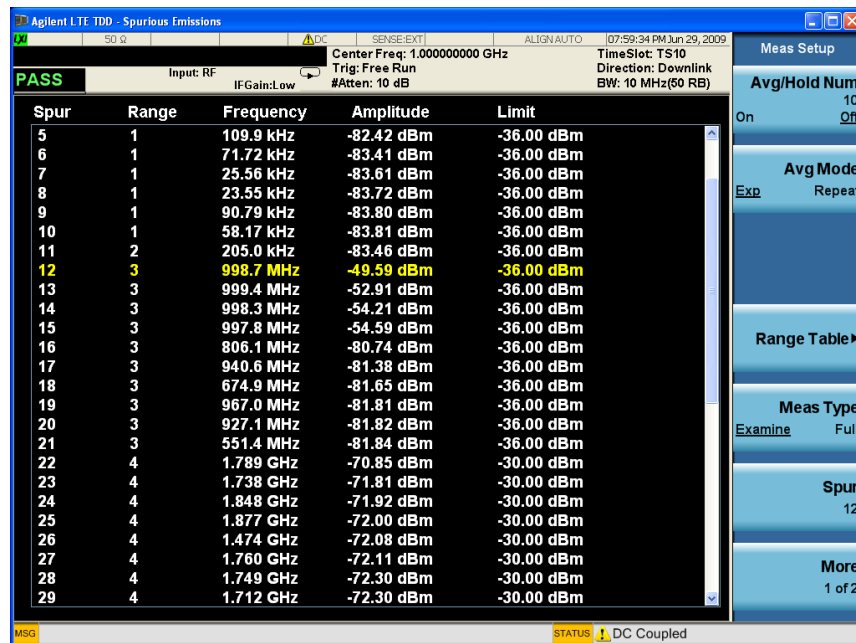 Agilent LTE TDD - Spurious Emissions
LXI 50 Ω DC SENSE:EXT ALIGN AUTO 07:59:34 PM Jun 29, 2009
Center Freq: 1.000000000 GHz TimeSlot: TS10
Input: RF Trig: Free Run Direction: Downlink
PASS IFGain:Low #Atten: 10 dB BW: 10 MHz(50 RB)
Spur Range Frequency Amplitude Limit
5 1 109.9 kHz -82.42 dBm -36.00 dBm
6 1 71.72 kHz -83.41 dBm -36.00 dBm
7 1 25.56 kHz -83.61 dBm -36.00 dBm
8 1 23.55 kHz -83.72 dBm -36.00 dBm
9 1 90.79 kHz -83.80 dBm -36.00 dBm
10 1 58.17 kHz -83.81 dBm -36.00 dBm
11 2 205.0 kHz -83.46 dBm -36.00 dBm
12 3 998.7 MHz -49.59 dBm -36.00 dBm
13 3 999.4 MHz -52.91 dBm -36.00 dBm
14 3 998.3 MHz -54.21 dBm -36.00 dBm
15 3 997.8 MHz -54.59 dBm -36.00 dBm
16 3 806.1 MHz -80.74 dBm -36.00 dBm
17 3 940.6 MHz -81.38 dBm -36.00 dBm
18 3 674.9 MHz -81.65 dBm -36.00 dBm
19 3 967.0 MHz -81.81 dBm -36.00 dBm
20 3 927.1 MHz -81.82 dBm -36.00 dBm
21 3 551.4 MHz -81.84 dBm -36.00 dBm
22 4 1.789 GHz -70.85 dBm -30.00 dBm
23 4 1.738 GHz -71.81 dBm -30.00 dBm
24 4 1.848 GHz -71.92 dBm -30.00 dBm
25 4 1.877 GHz -72.00 dBm -30.00 dBm
26 4 1.474 GHz -72.08 dBm -30.00 dBm
27 4 1.760 GHz -72.11 dBm -30.00 dBm
28 4 1.749 GHz -72.30 dBm -30.00 dBm
29 4 1.712 GHz -72.30 dBm -30.00 dBm
Meas Setup
Avg/Hold Num
10
On Off
Avg Mode
Exp Repeat
Range Table
Meas Type
Examine Full
Spur
12
More
1 of 2
MSG STATUS DC Coupled